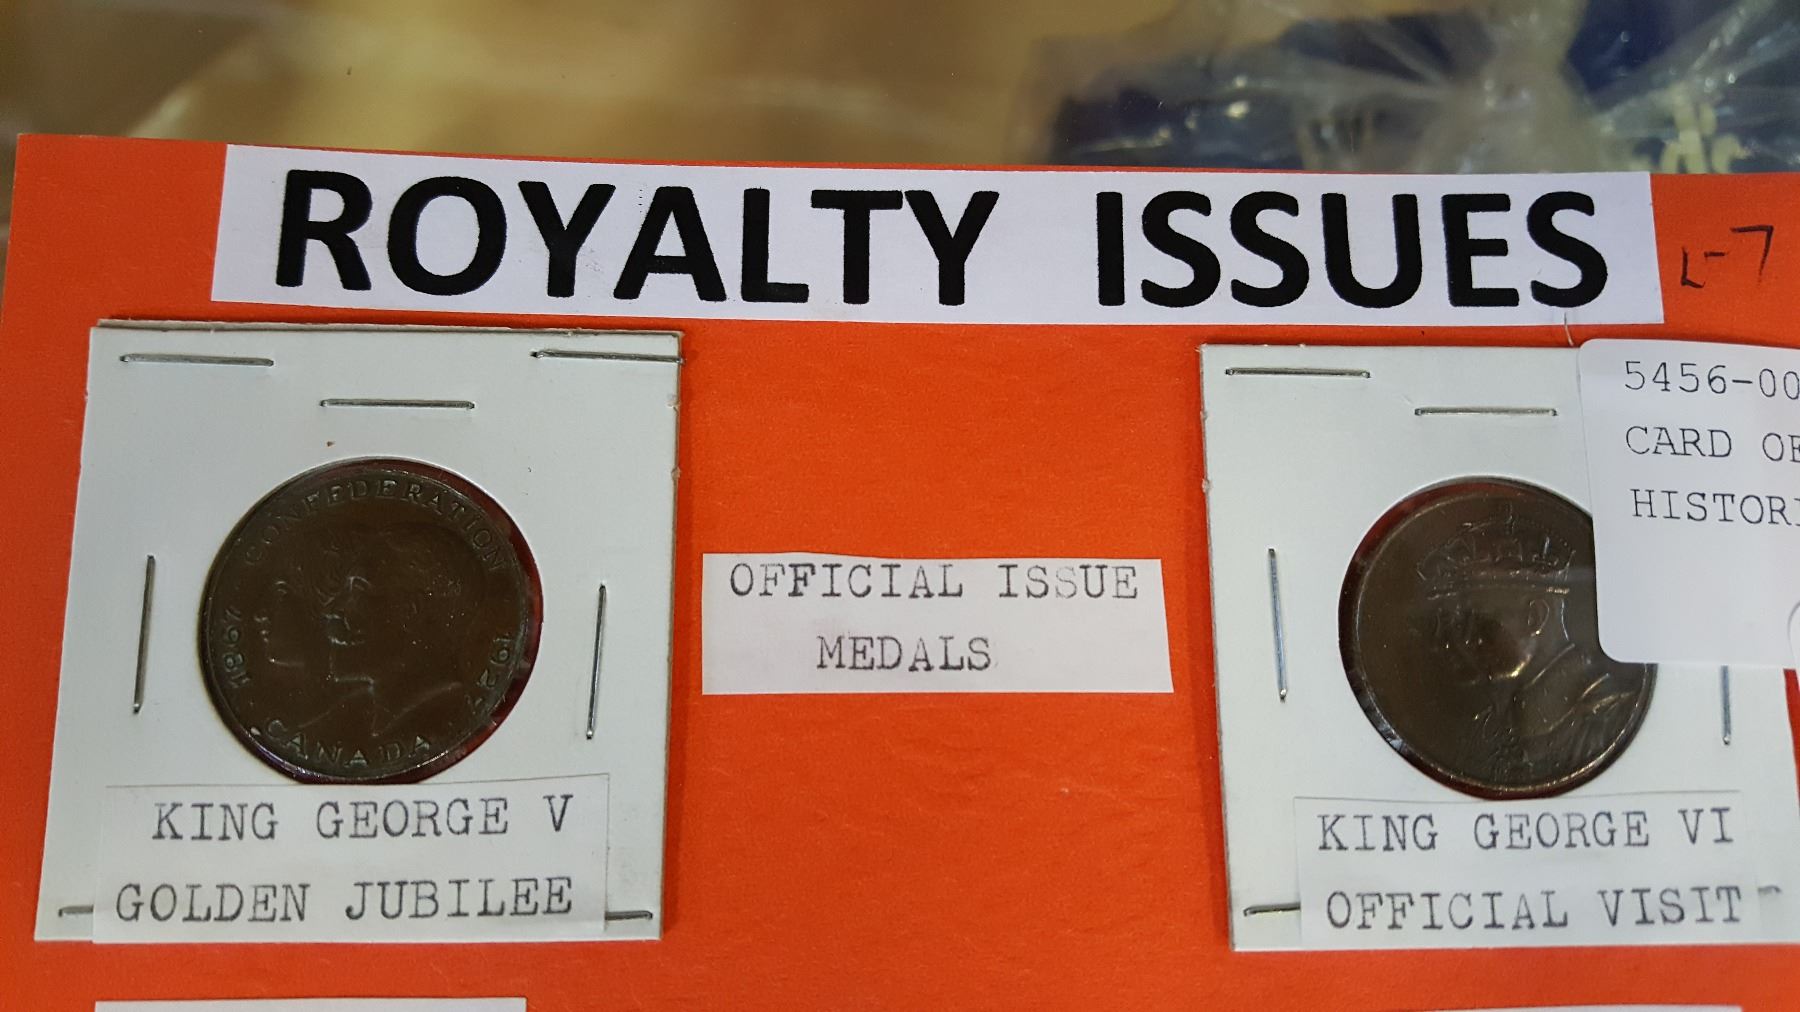 ROYALTY ISSUES
L-7
5456-00
CARD OF
HISTORI
CONFEDERATION
1867
1927
CANADA
OFFICIAL ISSUE
MEDALS
KING GEORGE V
GOLDEN JUBILEE
KING GEORGE VI
OFFICIAL VISIT